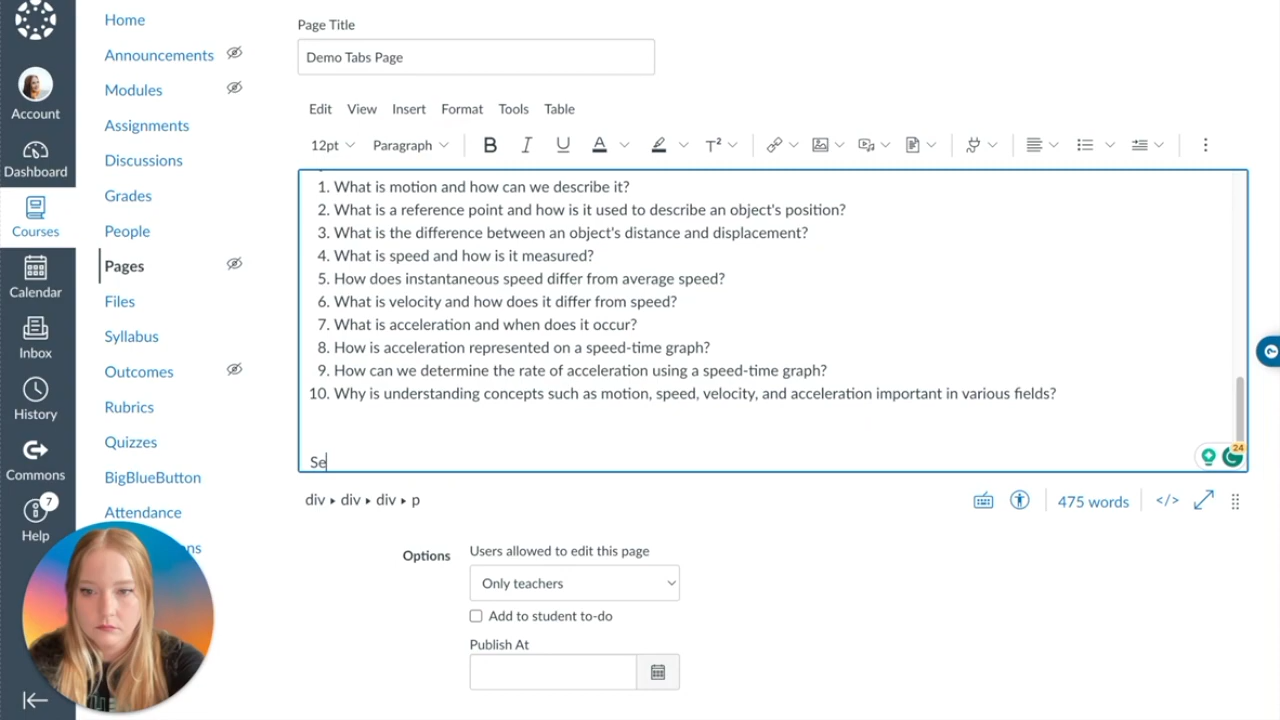 Account
Dashboard
Courses
Calendar
Inbox
History
Commons
7
Help
Home
Announcements
Modules
Assignments
Discussions
Grades
People
Pages
Files
Syllabus
Outcomes
Rubrics
Quizzes
BigBlueButton
Attendance
ns
Page Title
Demo Tabs Page
Edit View Insert Format Tools Table
12pt Paragraph B I U A T²
1. What is motion and how can we describe it?
2. What is a reference point and how is it used to describe an object's position?
3. What is the difference between an object's distance and displacement?
4. What is speed and how is it measured?
5. How does instantaneous speed differ from average speed?
6. What is velocity and how does it differ from speed?
7. What is acceleration and when does it occur?
8. How is acceleration represented on a speed-time graph?
9. How can we determine the rate of acceleration using a speed-time graph?
10. Why is understanding concepts such as motion, speed, velocity, and acceleration important in various fields?
Se
24
div ▸ div ▸ div ▸ p
475 words </>
Options
Users allowed to edit this page
Only teachers
Add to student to-do
Publish At